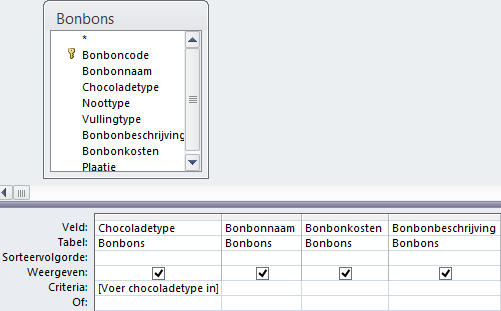 Bonbons
*
Bonboncode
Bonbonnaam
Chocoladetype
Noottype
Vullingtype
Bonbonbeschrijving
Bonbonkosten
Plaatje
Veld: Chocoladetype Bonbonnaam Bonbonkosten Bonbonbeschrijving
Tabel: Bonbons Bonbons Bonbons Bonbons
Sorteervolgorde:
Weergeven:
Criteria: [Voer chocoladetype in]
Of: